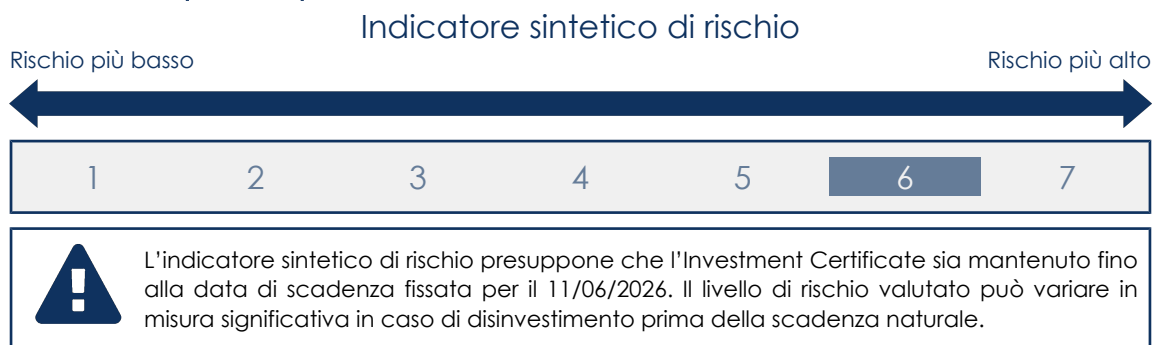 Indicatore sintetico di rischio
Rischio più basso
Rischio più alto
1 2 3 4 5 6 7
L'indicatore sintetico di rischio presuppone che l'Investment Certificate sia mantenuto fino
alla data di scadenza fissata per il 11/06/2026. Il livello di rischio valutato può variare in
misura significativa in caso di disinvestimento prima della scadenza naturale.